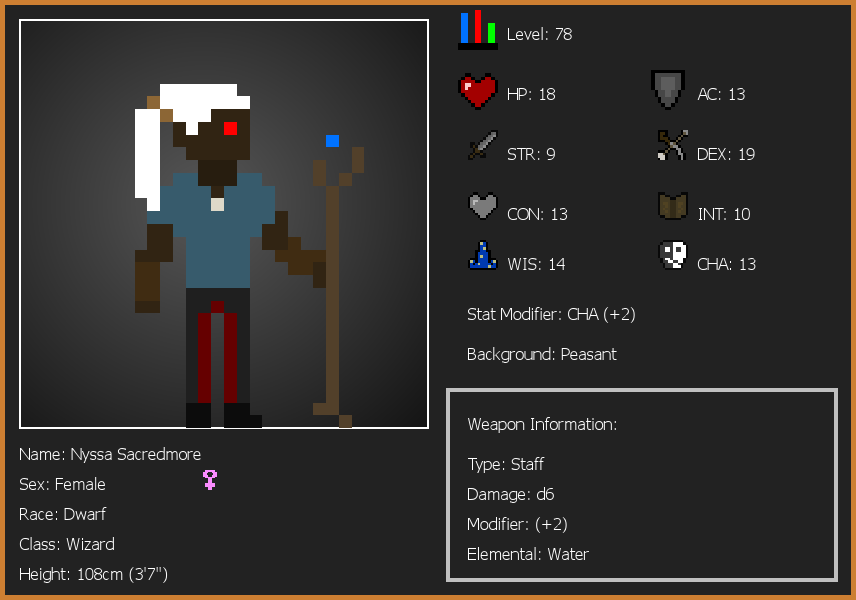 Level: 78
HP: 18
AC: 13
STR: 9
DEX: 19
CON: 13
INT: 10
WIS: 14
CHA: 13
Stat Modifier: CHA (+2)
Background: Peasant
Weapon Information:
Type: Staff
Damage: d6
Modifier: (+2)
Elemental: Water
Name: Nyssa Sacredmore
Sex: Female
Race: Dwarf
Class: Wizard
Height: 108cm (3'7")